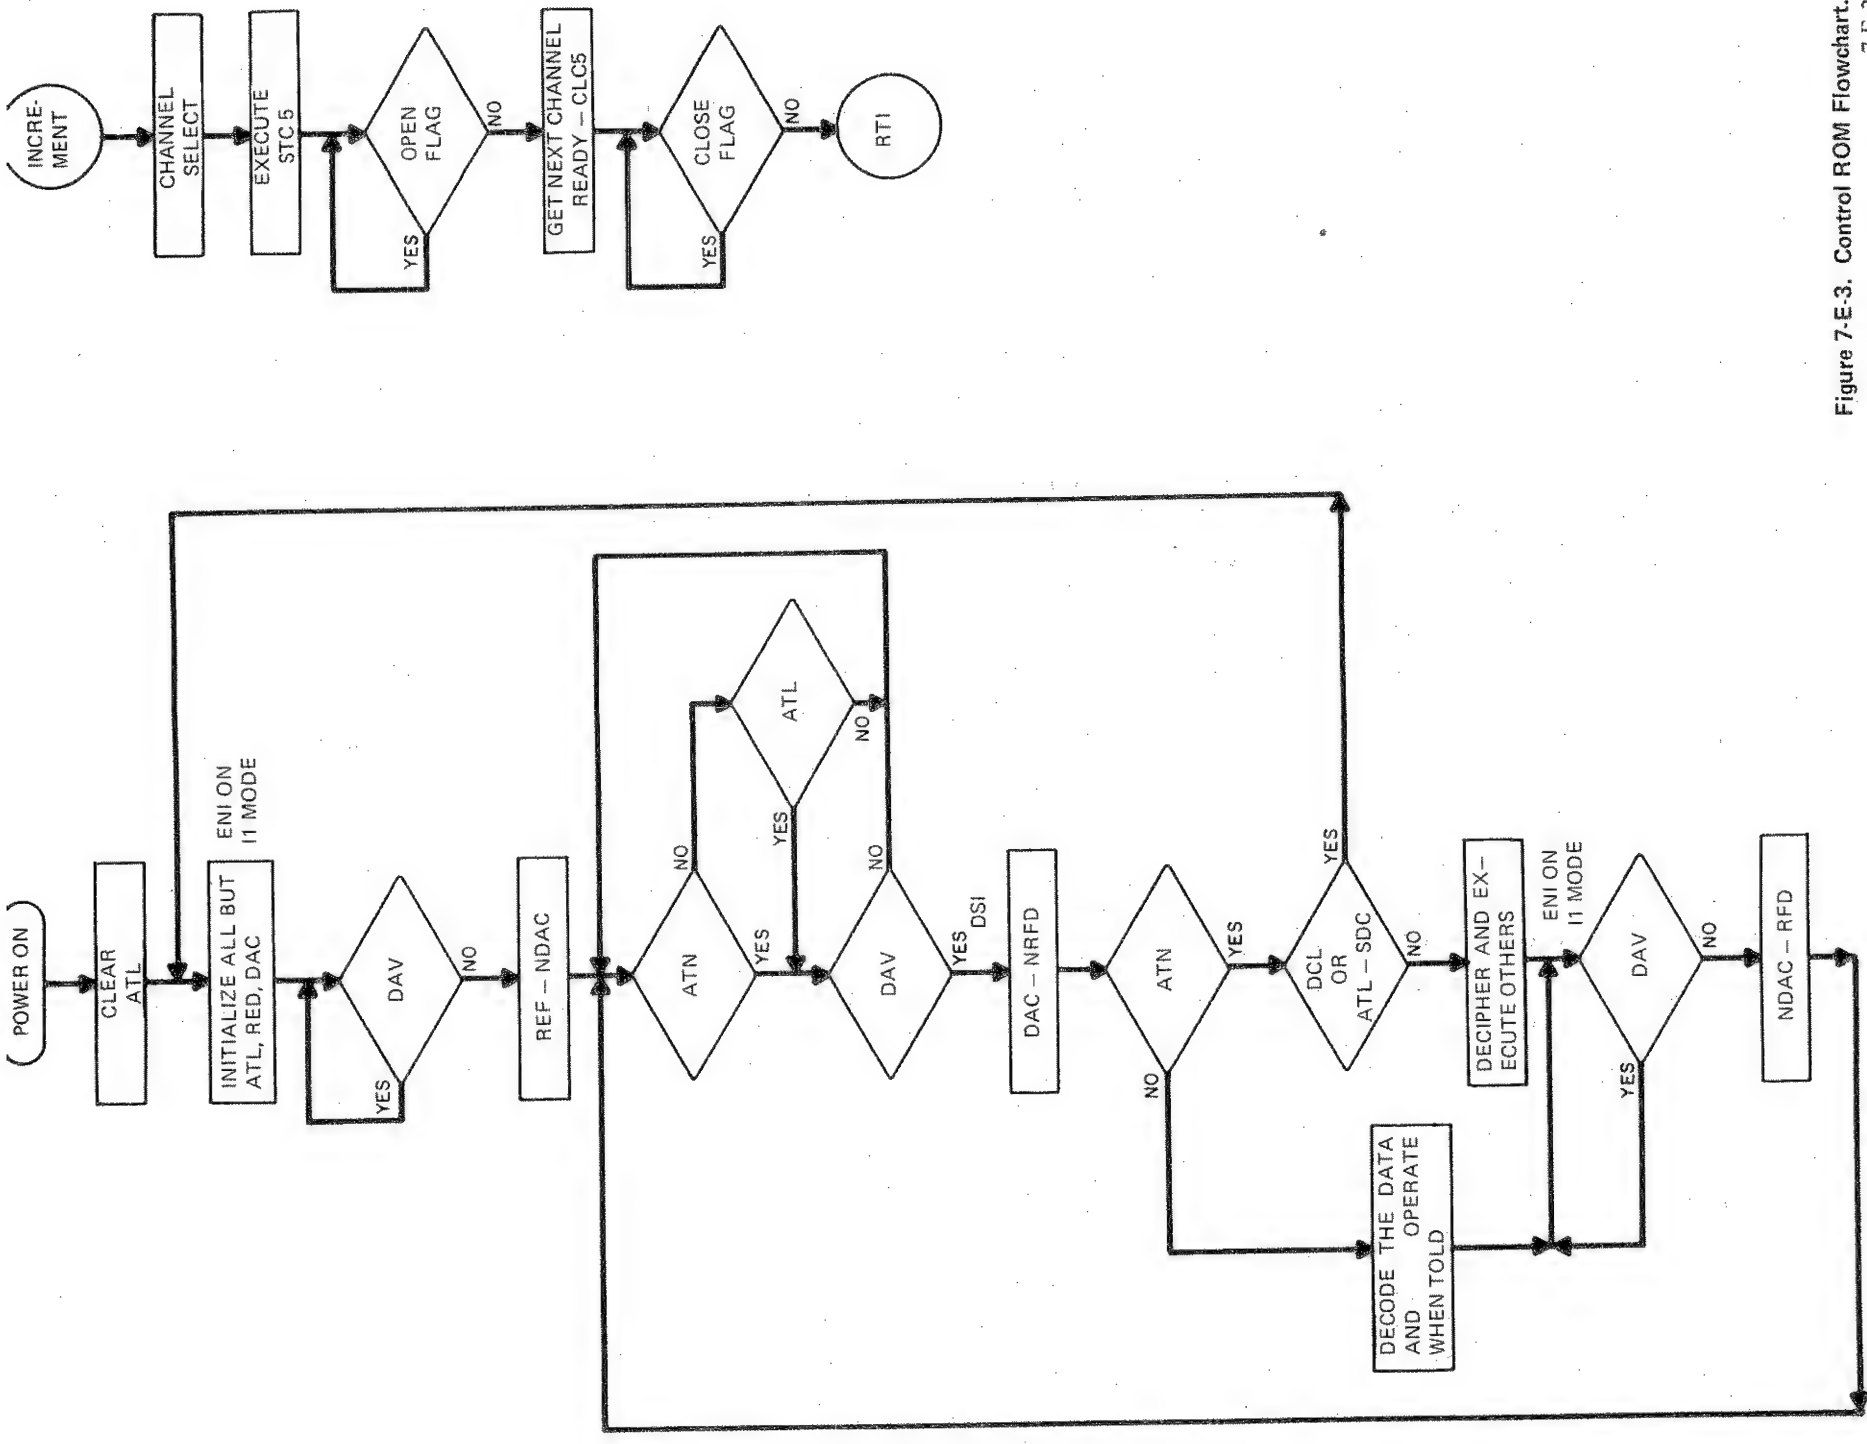 POWER ON
CLEAR
ATL
INITIALIZE ALL BUT
ATL, RED, DAC
ENI ON
I1 MODE
DAV
YES
NO
REF – NDAC
ATN
NO
YES
ATL
YES
NO
DAV
NO
YES
DSI
DAC – NRFD
ATN
NO
YES
DCL
OR
ATL – SDC
YES
NO
DECODE THE DATA
AND OPERATE
WHEN TOLD
DECIPHER AND EX–
ECUTE OTHERS
ENI ON
I1 MODE
DAV
YES
NO
NDAC – RFD
INCRE-
MENT
CHANNEL
SELECT
EXECUTE
STC5
OPEN
FLAG
YES
NO
GET NEXT CHANNEL
READY – CLC5
CLOSE
FLAG
YES
NO
RTI
Figure 7-E-3. Control ROM Flowchart.